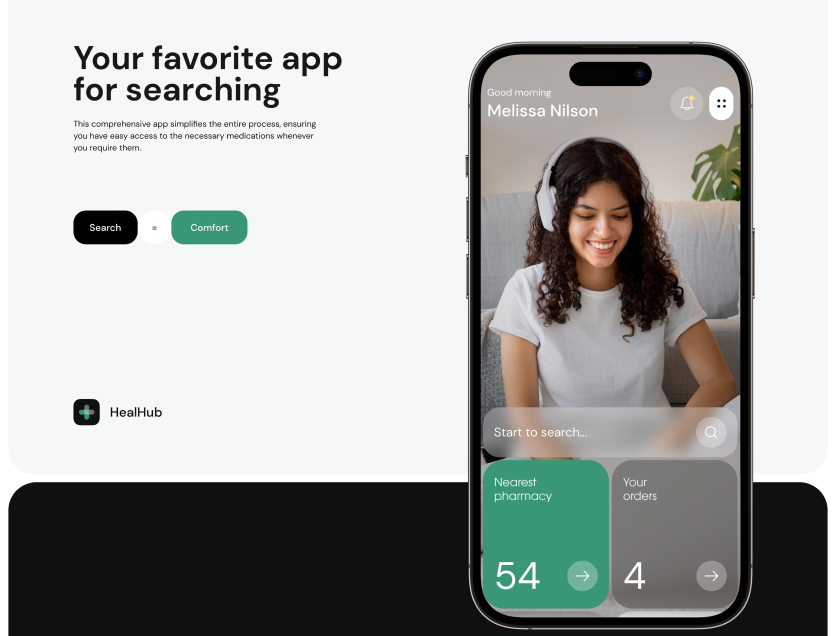 Your favorite app
for searching
This comprehensive app simplifies the entire process, ensuring
you have easy access to the necessary medications whenever
you require them.
Search = Comfort
HealHub
Good morning
Melissa Nilson
Start to search...
Nearest
pharmacy
54
Your
orders
4